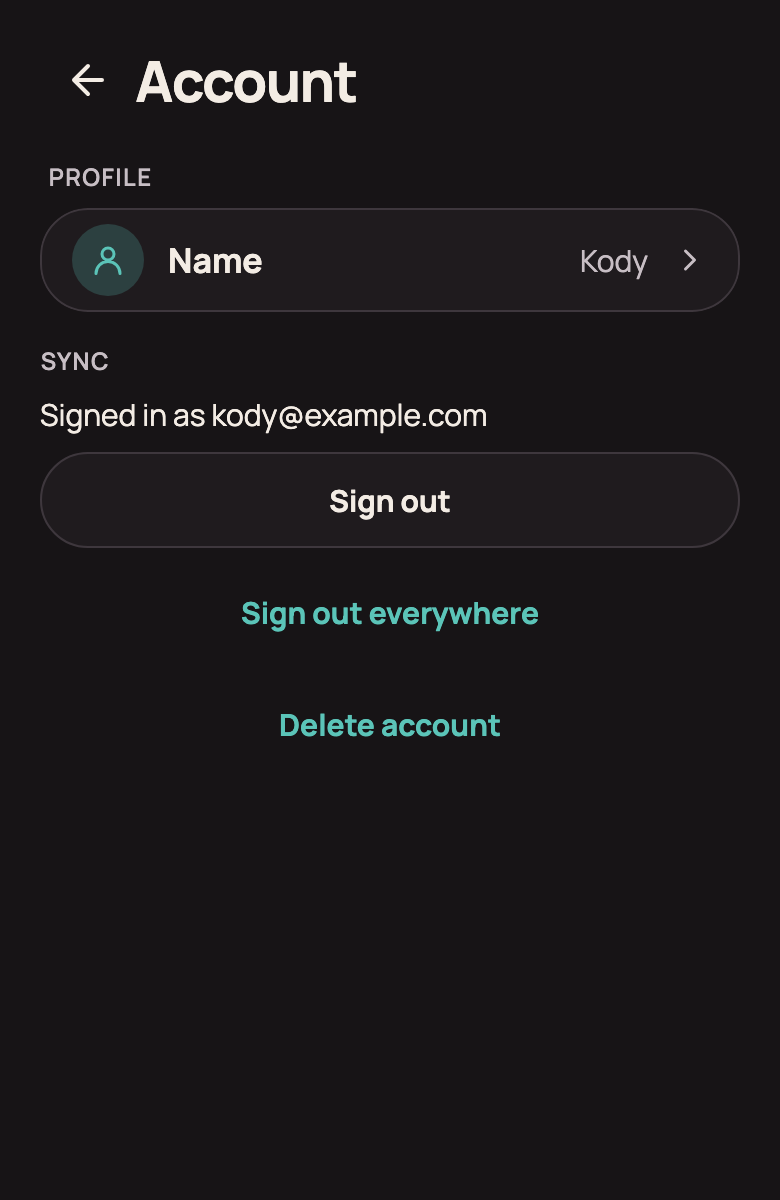 Account
PROFILE
Name Kody
SYNC
Signed in as kody@example.com
Sign out
Sign out everywhere
Delete account